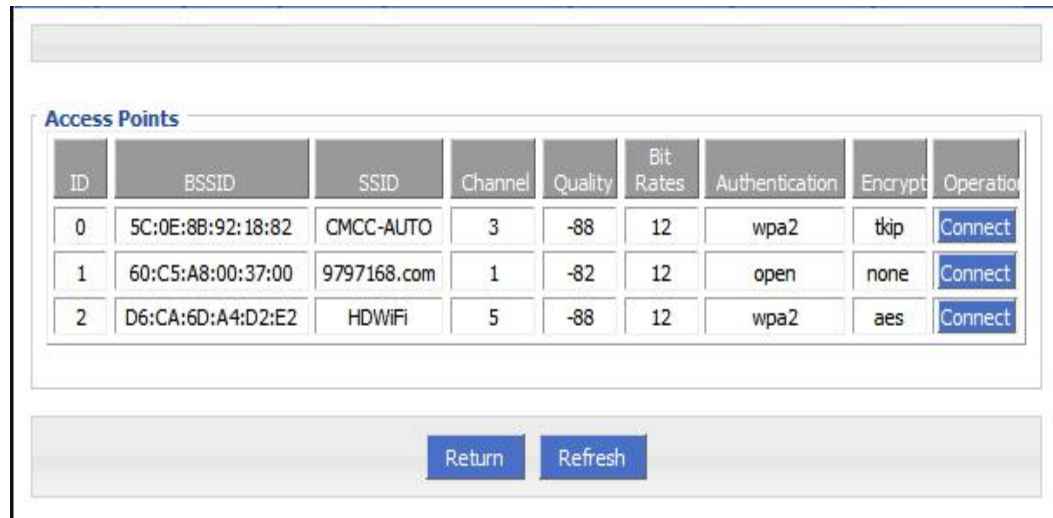 Access Points
ID BSSID SSID Channel Quality Bit Rates Authentication Encrypt Operation
0 5C:0E:8B:92:18:82 CMCC-AUTO 3 -88 12 wpa2 tkip Connect
1 60:C5:A8:00:37:00 9797168.com 1 -82 12 open none Connect
2 D6:CA:6D:A4:D2:E2 HDWiFi 5 -88 12 wpa2 aes Connect
Return Refresh